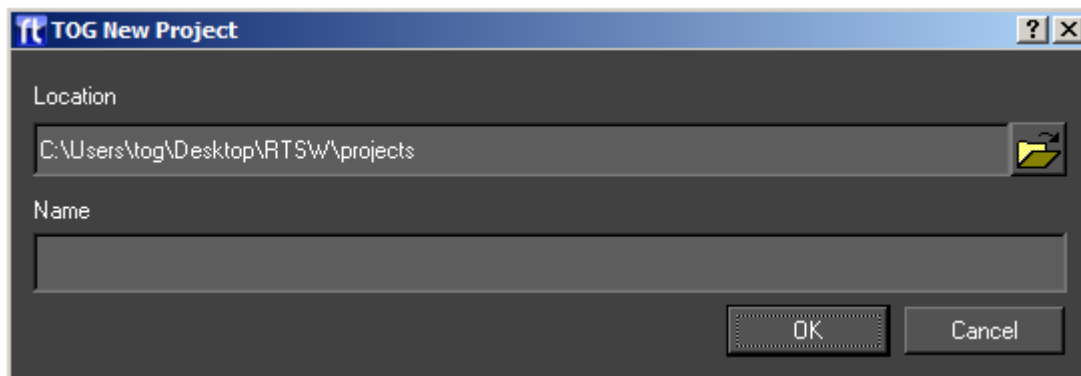 ft TOG New Project
Location
C:\Users\tog\Desktop\RTSW\projects
Name
OK Cancel